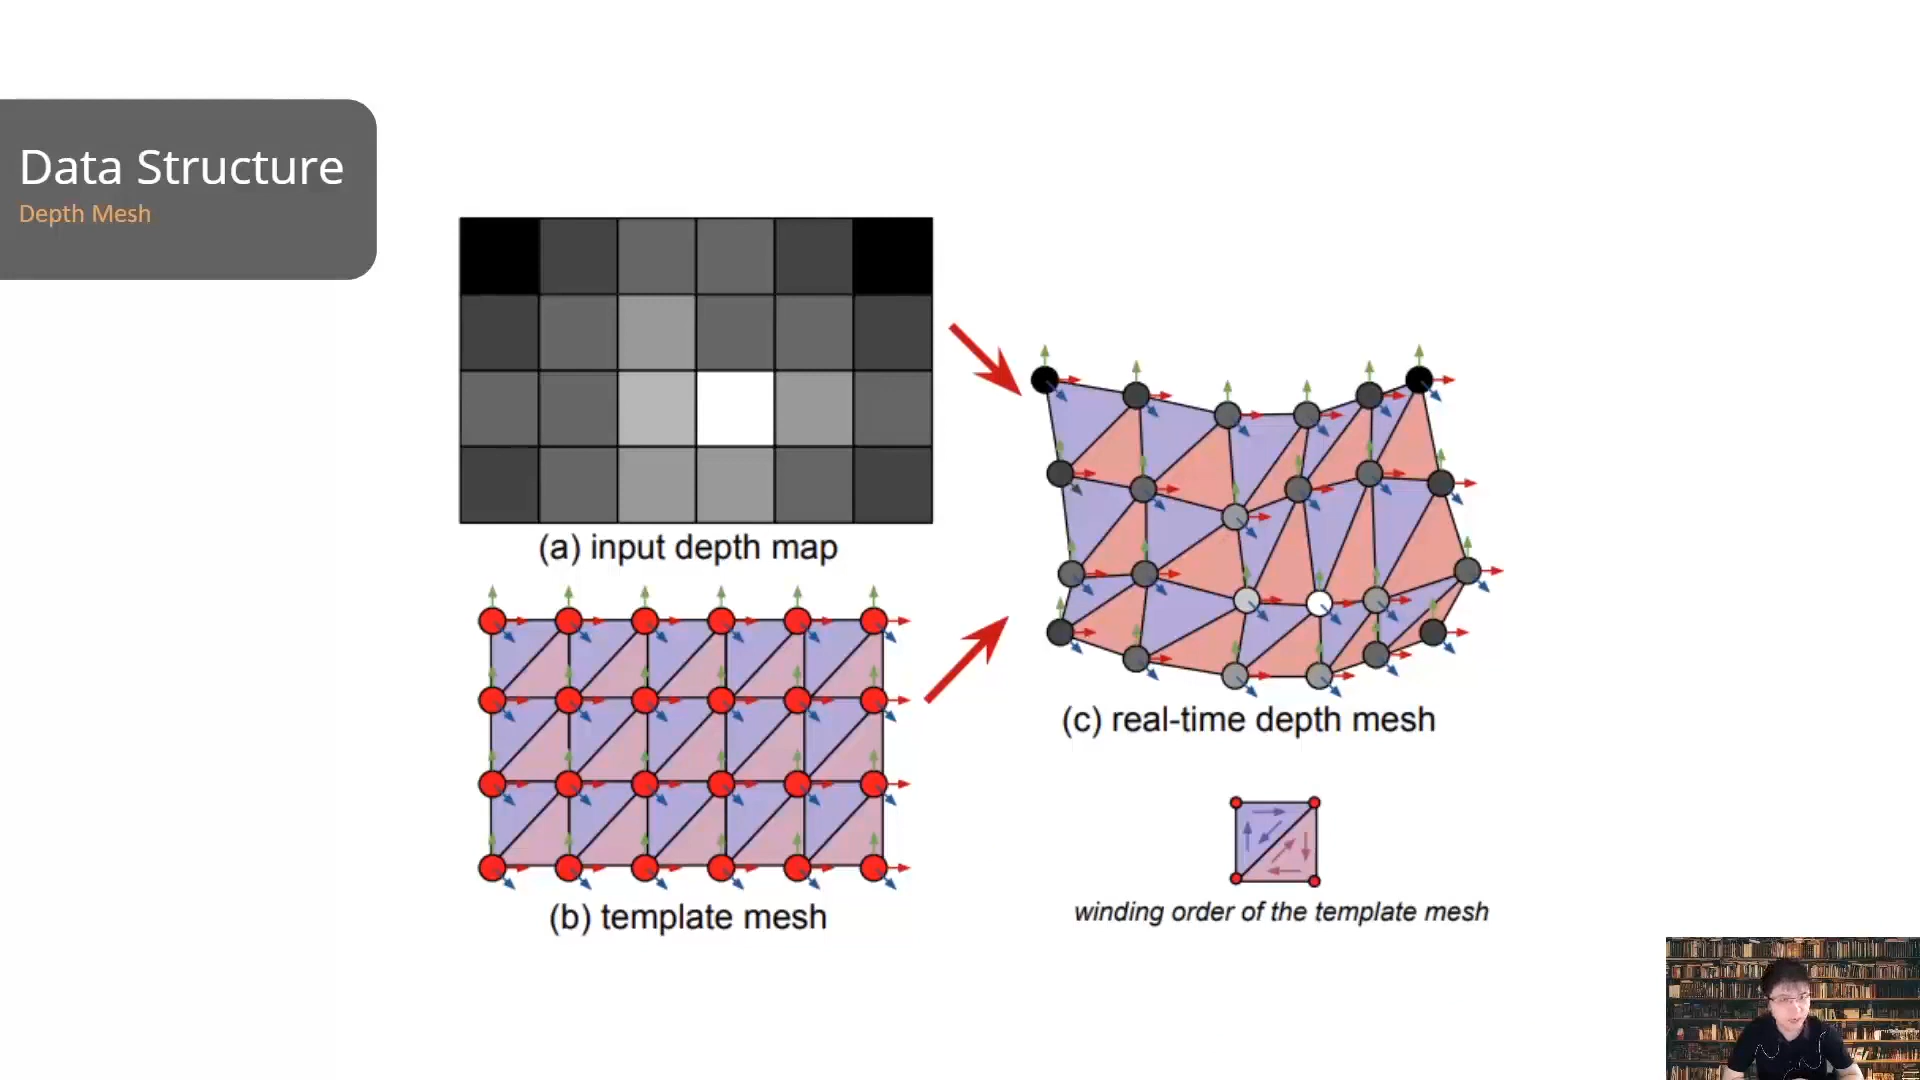 Data Structure
Depth Mesh
(a) input depth map
(b) template mesh
(c) real-time depth mesh
winding order of the template mesh